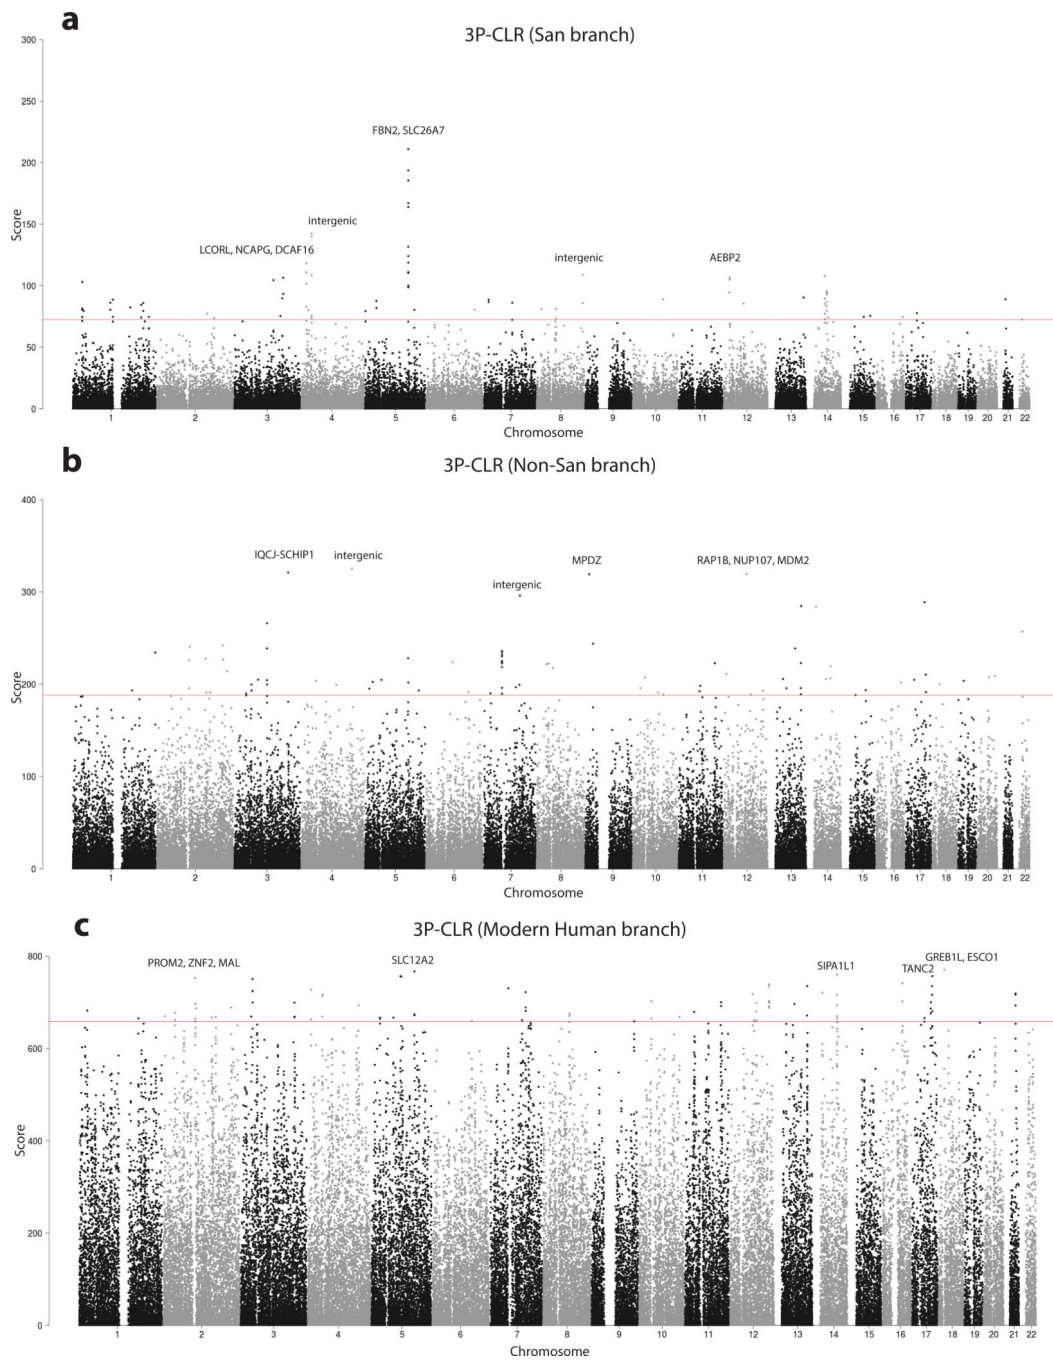 a
3P-CLR (San branch)
300
250
FBN2, SLC26A7
200
150
intergenic
LCORL, NCAPG, DCAF16
intergenic
AEBP2
100
50
0
Score
1 2 3 4 5 6 7 8 9 10 11 12 13 14 15 16 17 18 19 20 21 22
Chromosome
b
3P-CLR (Non-San branch)
400
IQCJ-SCHIP1
intergenic
MPDZ
RAP1B, NUP107, MDM2
intergenic
300
200
100
0
Score
1 2 3 4 5 6 7 8 9 10 11 12 13 14 15 16 17 18 19 20 21 22
Chromosome
c
3P-CLR (Modern Human branch)
800
PROM2, ZNF2, MAL
SLC12A2
SIPA1L1
TANC2
GREB1L, ESCO1
600
400
200
0
Score
1 2 3 4 5 6 7 8 9 10 11 12 13 14 15 16 17 18 19 20 21 22
Chromosome